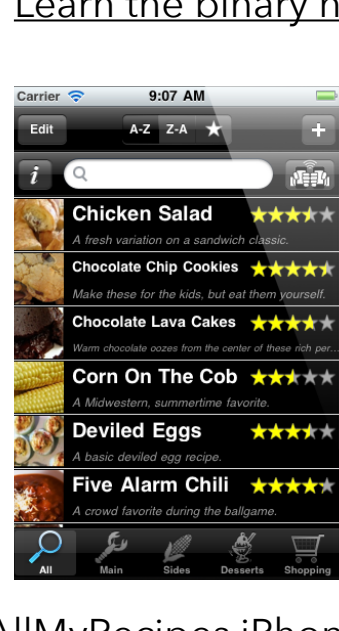 Learn the binary n
Carrier 9:07 AM
Edit A-Z Z-A ★ +
i
Chicken Salad
A fresh variation on a sandwich classic.
Chocolate Chip Cookies
Make these for the kids, but eat them yourself.
Chocolate Lava Cakes
Warm chocolate oozes from the center of these rich per...
Corn On The Cob
A Midwestern, summertime favorite.
Deviled Eggs
A basic deviled egg recipe.
Five Alarm Chili
A crowd favorite during the ballgame.
All Main Sides Desserts Shopping
AllMyRecipes iPhon